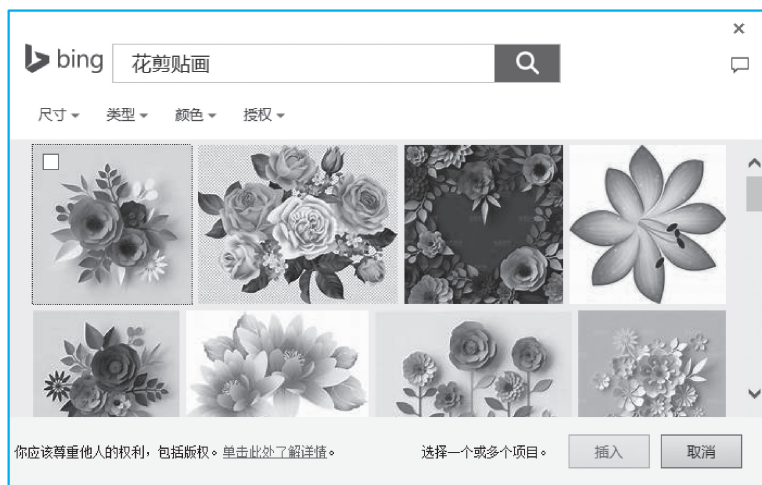 bing
花剪贴画
尺寸 类型 颜色 授权
你应该尊重他人的权利，包括版权。单击此处了解详情。 选择一个或多个项目。 插入 取消